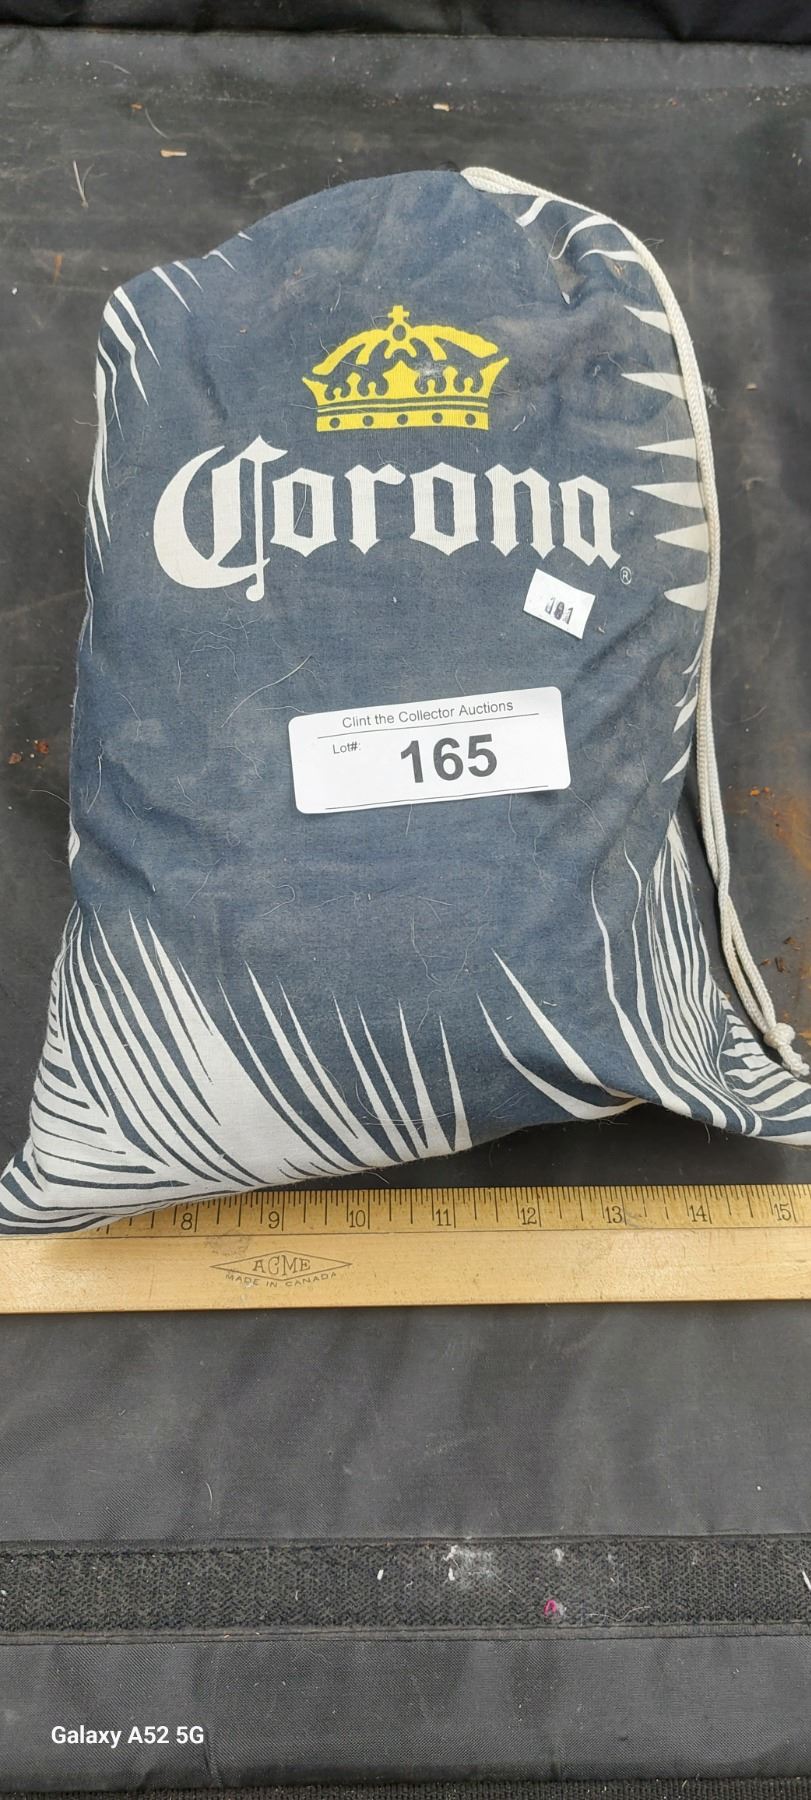 Corona
®
101
Clint the Collector Auctions
Lot#: 165
8 9 10 11 12 13 14 15
ACME
MADE IN CANADA
Galaxy A52 5G